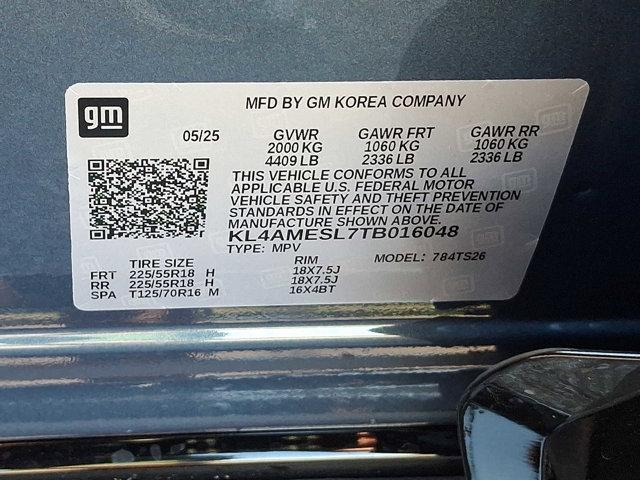 gm
MFD BY GM KOREA COMPANY
05/25 GVWR GAWR FRT GAWR RR
2000 KG 1060 KG 1060 KG
4409 LB 2336 LB 2336 LB
THIS VEHICLE CONFORMS TO ALL
APPLICABLE U.S. FEDERAL MOTOR
VEHICLE SAFETY AND THEFT PREVENTION
STANDARDS IN EFFECT ON THE DATE OF
MANUFACTURE SHOWN ABOVE.
KL4AMESL7TB016048
TYPE: MPV MODEL: 784TS26
TIRE SIZE RIM
FRT 225/55R18 H 18X7.5J
RR 225/55R18 H 18X7.5J
SPA T125/70R16 M 16X4BT